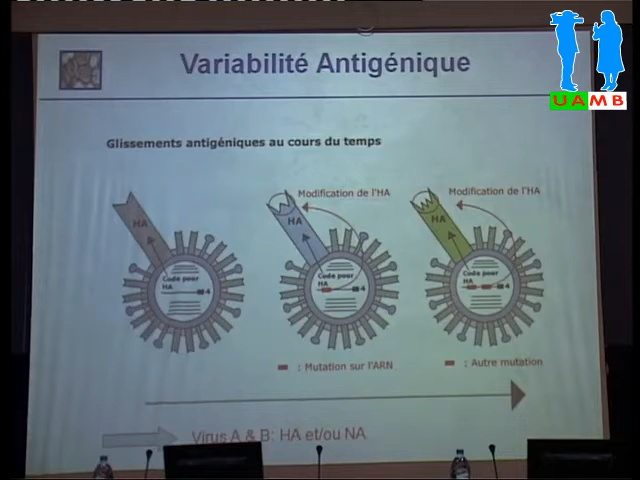 Variabilité Antigénique
UAMB
Glissements antigéniques au cours du temps
Modification de l'HA
Modification de l'HA
HA
HA
HA
Code pour
HA
Code pour
HA
Code pour
HA
: Mutation sur l'ARN
: Autre mutation
Virus A & B: HA et/ou NA